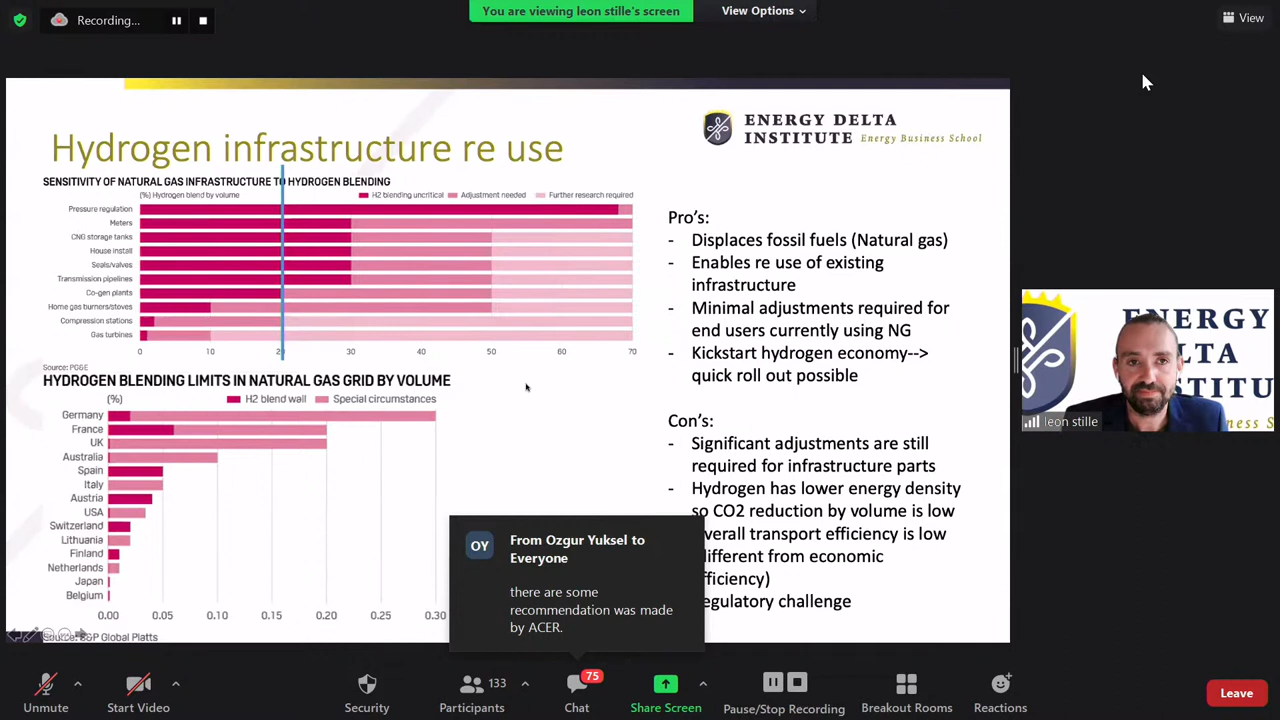 Recording...
You are viewing leon stille's screen
View Options
View
Hydrogen infrastructure re use
ENERGY DELTA
INSTITUTE Energy Business School
SENSITIVITY OF NATURAL GAS INFRASTRUCTURE TO HYDROGEN BLENDING
(%) Hydrogen blend by volume
H2 blending uncritical
Adjustment needed
Further research required
Pressure regulation
Meters
CNG storage tanks
House install
Seals/valves
Transmission pipelines
Co-gen plants
Home gas burners/stoves
Compression stations
Gas turbines
0 10 20 30 40 50 60 70
Source: PG&E
HYDROGEN BLENDING LIMITS IN NATURAL GAS GRID BY VOLUME
(%)
H2 blend wall
Special circumstances
Germany
France
UK
Australia
Spain
Italy
Austria
USA
Switzerland
Lithuania
Finland
Netherlands
Japan
Belgium
0.00 0.05 0.10 0.15 0.20 0.25 0.30
Source: S&P Global Platts
Pro's:
- Displaces fossil fuels (Natural gas)
- Enables re use of existing
infrastructure
- Minimal adjustments required for
end users currently using NG
- Kickstart hydrogen economy-->
quick roll out possible
Con's:
- Significant adjustments are still
required for infrastructure parts
- Hydrogen has lower energy density
so CO2 reduction by volume is low
verall transport efficiency is low
different from economic
fficiency)
egulatory challenge
OY
From Ozgur Yuksel to
Everyone
there are some
recommendation was made
by ACER.
ENERGY
DELTA
INSTITU
leon stille
Unmute
Start Video
Security
133
Participants
75
Chat
Share Screen
Pause/Stop Recording
Breakout Rooms
Reactions
Leave